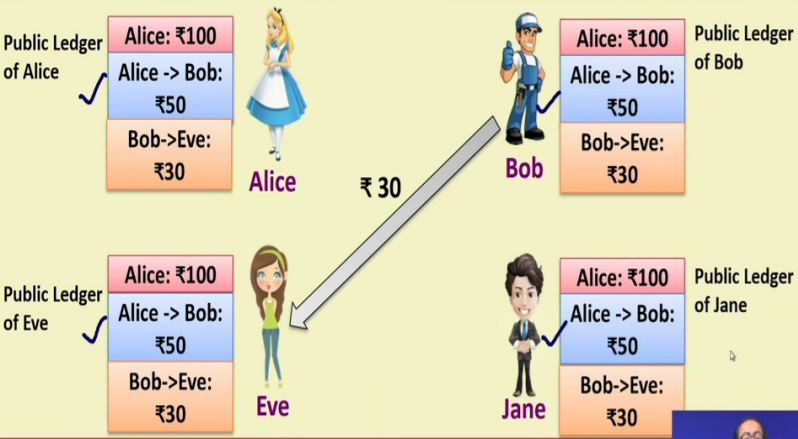 Public Ledger
of Alice
Alice: ₹100
Alice -> Bob:
₹50
Bob->Eve:
₹30
Alice
₹ 30
Bob
Alice: ₹100
Alice -> Bob:
₹50
Bob->Eve:
₹30
Public Ledger
of Bob
Public Ledger
of Eve
Alice: ₹100
Alice -> Bob:
₹50
Bob->Eve:
₹30
Eve
Jane
Alice: ₹100
Alice -> Bob:
₹50
Bob->Eve:
₹30
Public Ledger
of Jane